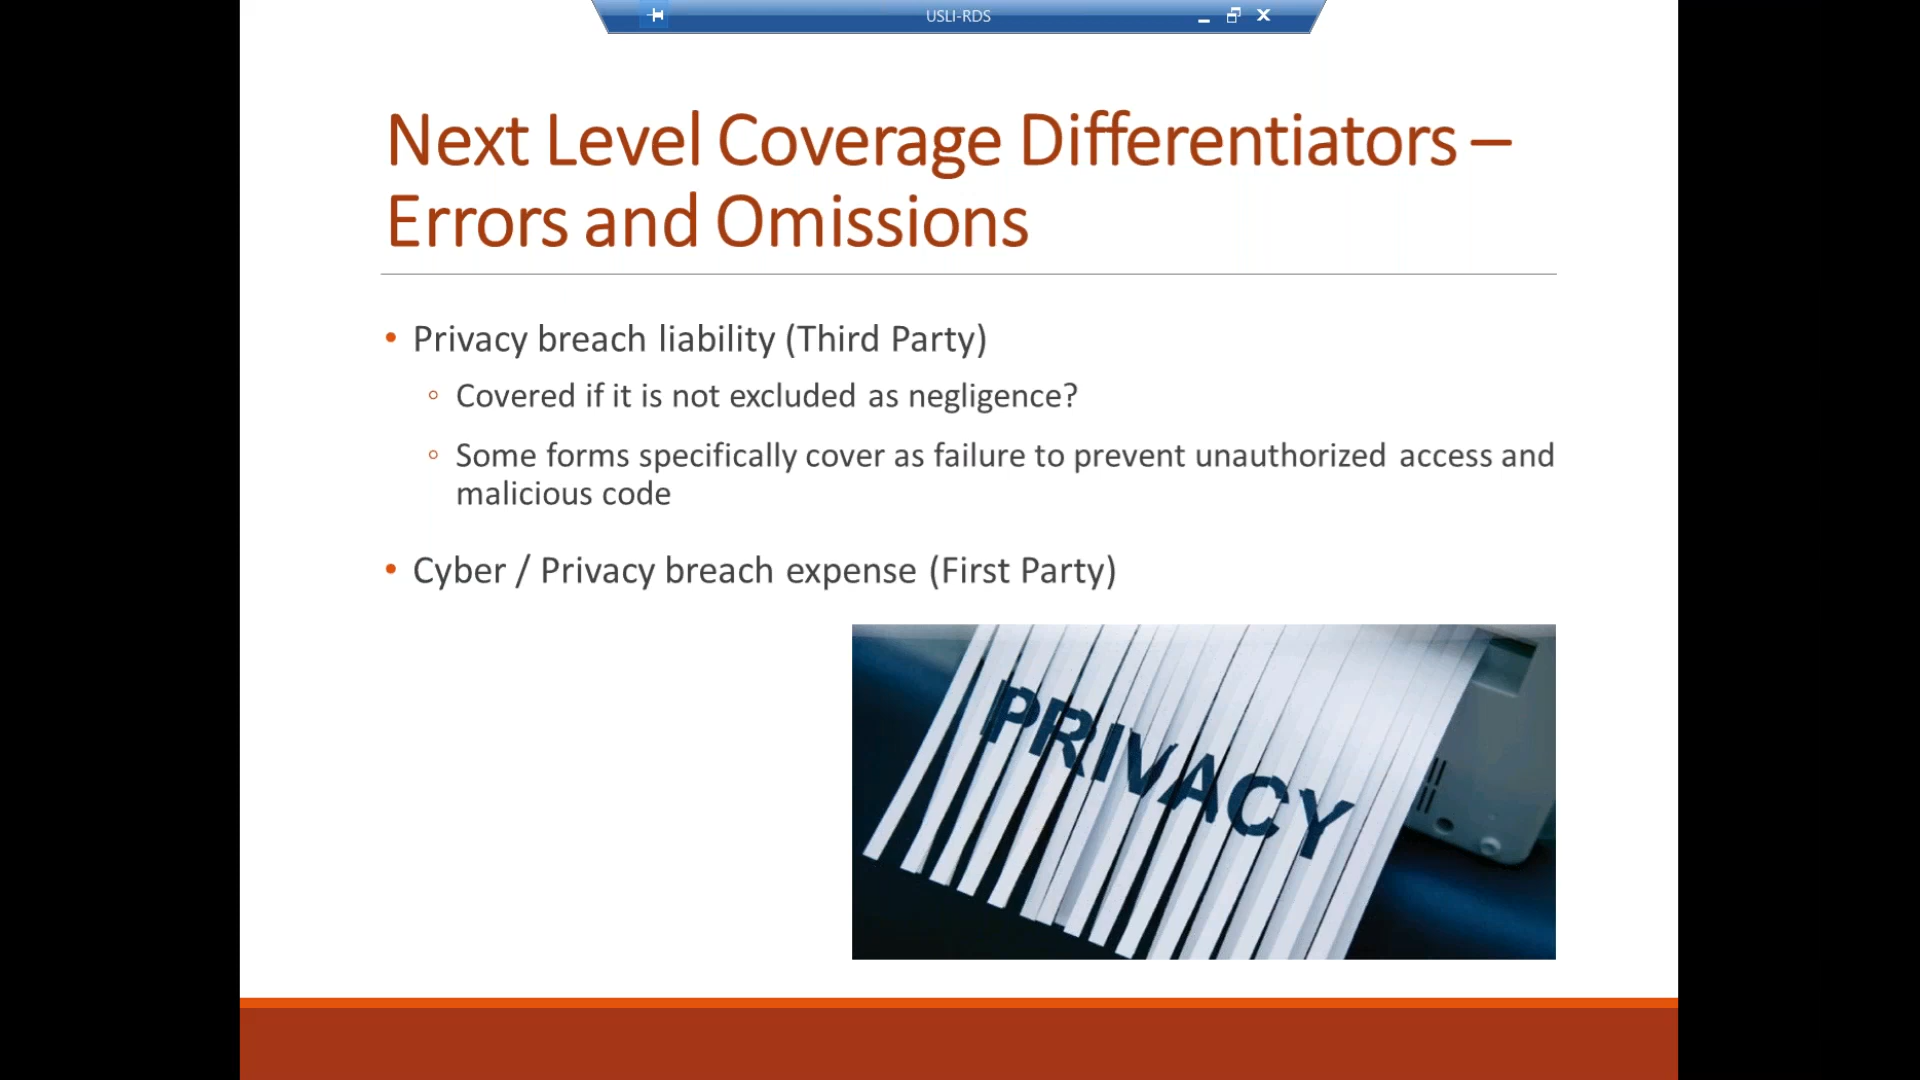 USLI-RDS
Next Level Coverage Differentiators –
Errors and Omissions
• Privacy breach liability (Third Party)
◦ Covered if it is not excluded as negligence?
◦ Some forms specifically cover as failure to prevent unauthorized access and
malicious code
• Cyber / Privacy breach expense (First Party)
PRIVACY